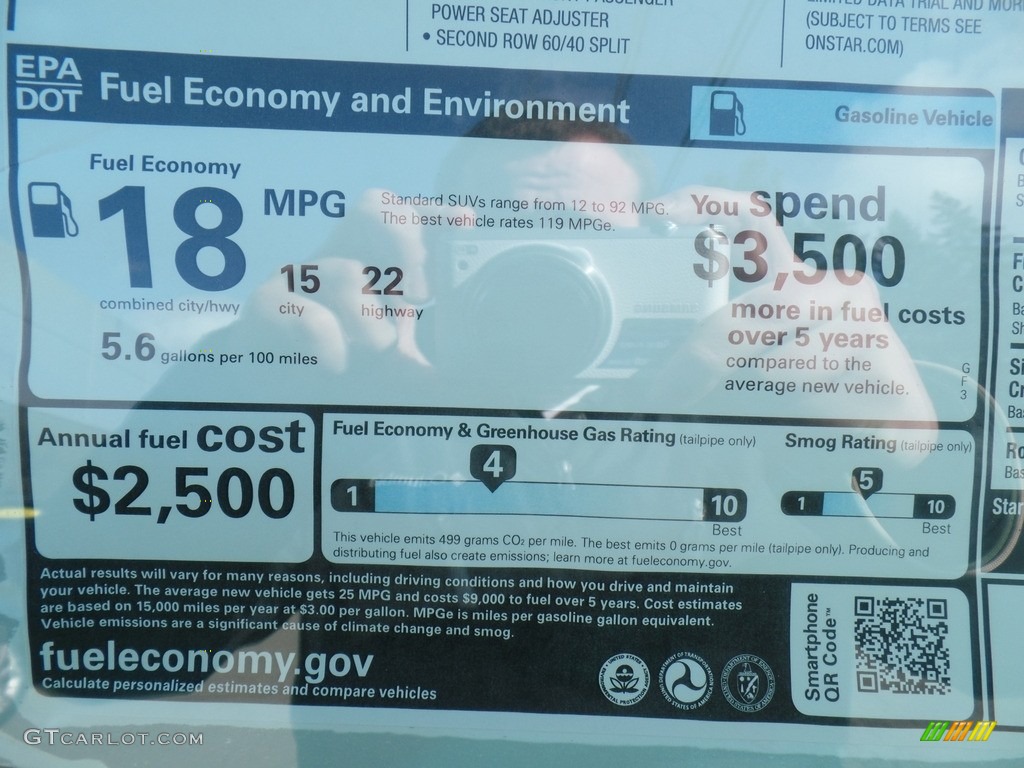 POWER SEAT ADJUSTER
• SECOND ROW 60/40 SPLIT
(SUBJECT TO TERMS SEE
ONSTAR.COM)
EPA
DOT
Fuel Economy and Environment
Gasoline Vehicle
Fuel Economy
18 MPG
combined city/hwy
15
city
22
highway
5.6 gallons per 100 miles
Standard SUVs range from 12 to 92 MPG.
The best vehicle rates 119 MPGe.
You Spend
$3,500
more in fuel costs
over 5 years
compared to the
average new vehicle.
G
F
3
Annual fuel cost
$2,500
Fuel Economy & Greenhouse Gas Rating (tailpipe only)
4
1
10
Best
Smog Rating (tailpipe only)
5
1
10
Best
This vehicle emits 499 grams CO2 per mile. The best emits 0 grams per mile (tailpipe only). Producing and
distributing fuel also create emissions; learn more at fueleconomy.gov.
Actual results will vary for many reasons, including driving conditions and how you drive and maintain
your vehicle. The average new vehicle gets 25 MPG and costs $9,000 to fuel over 5 years. Cost estimates
are based on 15,000 miles per year at $3.00 per gallon. MPGe is miles per gasoline gallon equivalent.
Vehicle emissions are a significant cause of climate change and smog.
fueleconomy.gov
Calculate personalized estimates and compare vehicles
Smartphone
QR Code™
GTcarlot.com